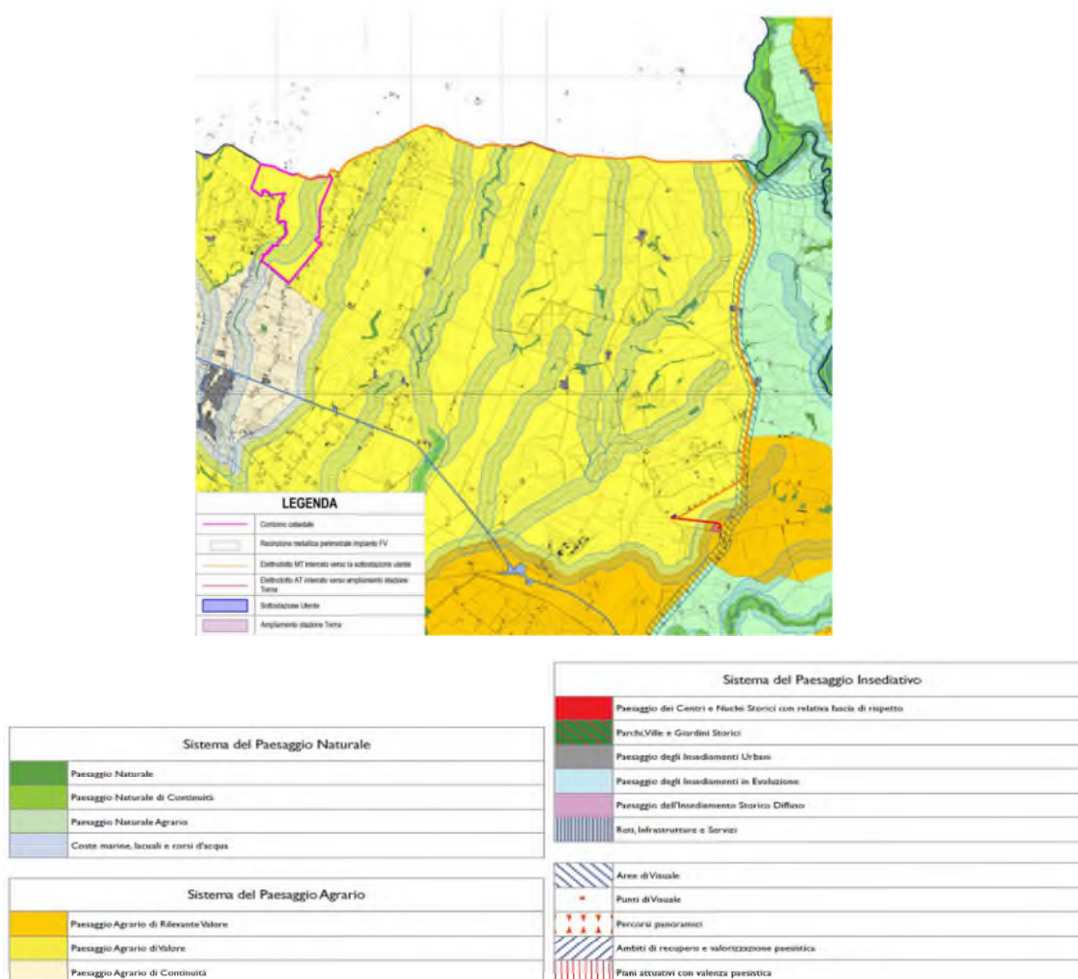 LEGENDA
Contorno catastale
Recinzione metallica perimetrale impianto FV
Elettrodotto MT interrato verso la sottostazione utente
Elettrodotto AT interrato verso ampliamento stazione
Terna
Sottostazione Utente
Ampliamento stazione Terna
Sistema del Paesaggio Naturale
Paesaggio Naturale
Paesaggio Naturale di Continuità
Paesaggio Naturale Agrario
Coste marine, lacuali e corsi d'acqua
Sistema del Paesaggio Agrario
Paesaggio Agrario di Rilevante Valore
Paesaggio Agrario di Valore
Paesaggio Agrario di Continuità
Sistema del Paesaggio Insediativo
Paesaggio dei Centri e Nuclei Storici con relativa fascia di rispetto
Parchi, Ville e Giardini Storici
Paesaggio degli Insediamenti Urbani
Paesaggio degli Insediamenti in Evoluzione
Paesaggio dell'Insediamento Storico Diffuso
Reti, Infrastrutture e Servizi
Aree di Visuale
Punti di Visuale
Percorsi panoramici
Ambiti di recupero e valorizzazione paesistica
Piani attuativi con valenza paesistica